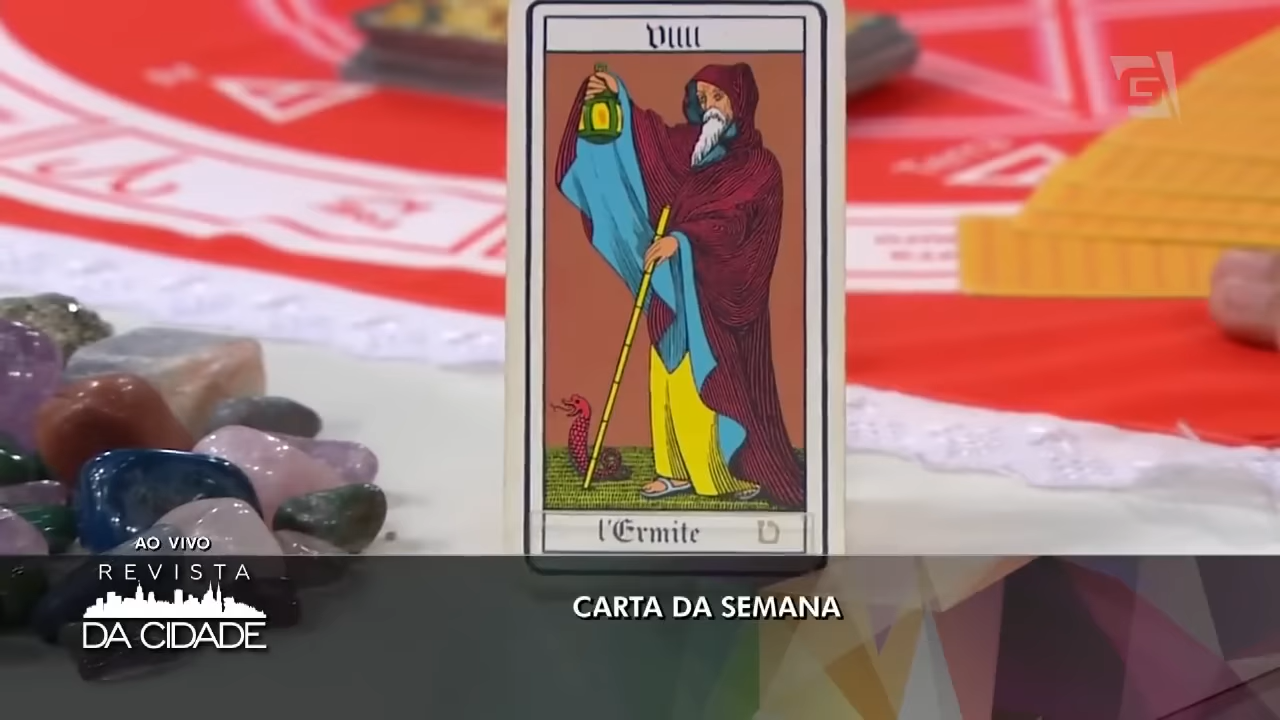 VIIII
l'Ermite ט
AO VIVO
REVISTA
DA CIDADE
CARTA DA SEMANA